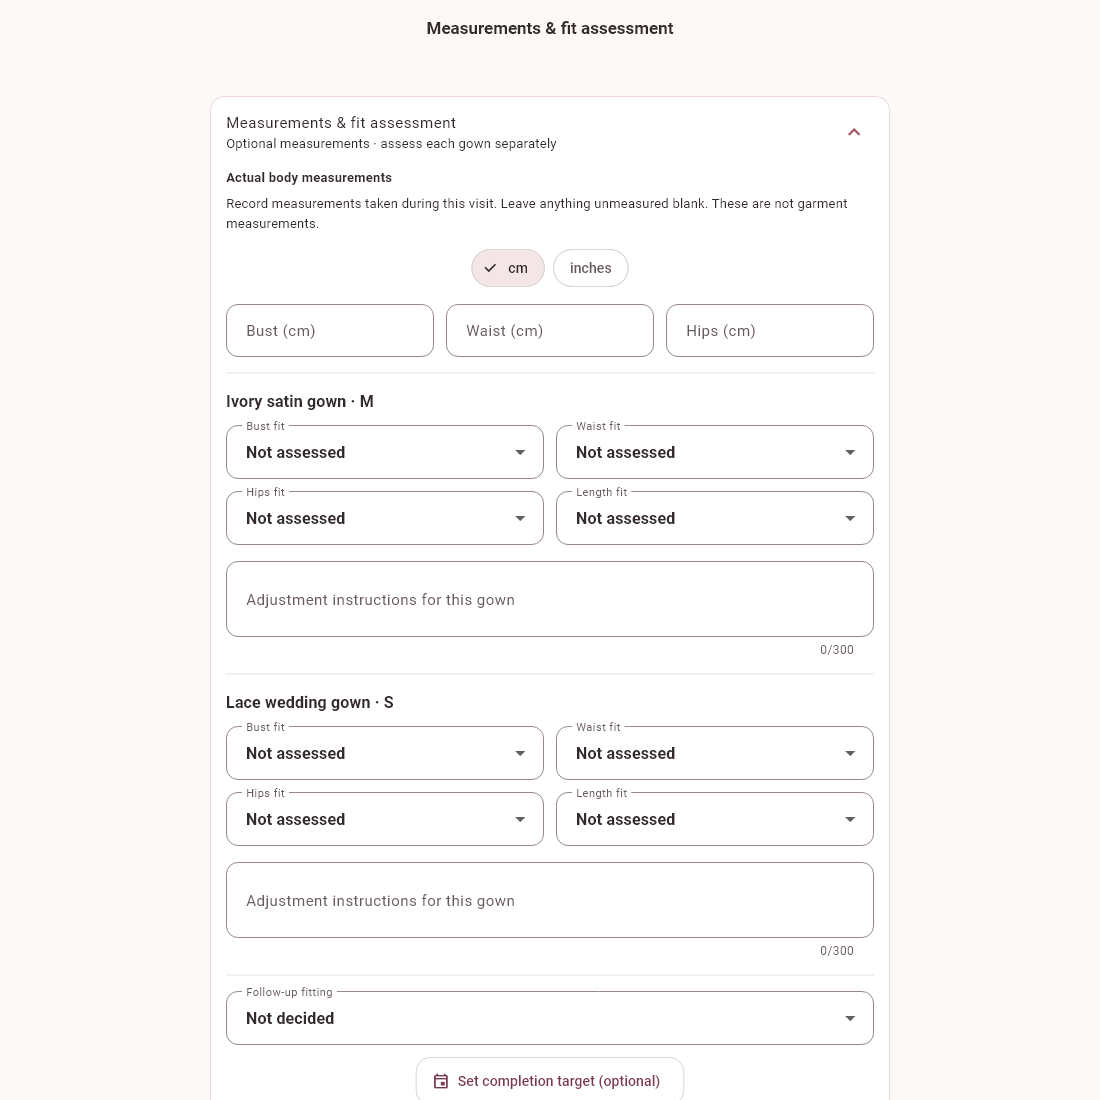 Measurements & fit assessment
Measurements & fit assessment
Optional measurements · assess each gown separately
Actual body measurements
Record measurements taken during this visit. Leave anything unmeasured blank. These are not garment
measurements.
cm
inches
Bust (cm)
Waist (cm)
Hips (cm)
Ivory satin gown · M
Bust fit
Not assessed
Waist fit
Not assessed
Hips fit
Not assessed
Length fit
Not assessed
Adjustment instructions for this gown
0/300
Lace wedding gown · S
Bust fit
Not assessed
Waist fit
Not assessed
Hips fit
Not assessed
Length fit
Not assessed
Adjustment instructions for this gown
0/300
Follow-up fitting
Not decided
Set completion target (optional)